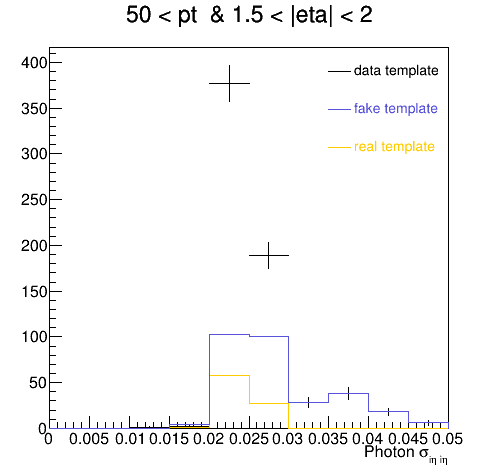 50 < pt & 1.5 < |eta| < 2
data template
fake template
real template
400
350
300
250
200
150
100
50
0
0 0.005 0.01 0.015 0.02 0.025 0.03 0.035 0.04 0.045 0.05
Photon σiη iη